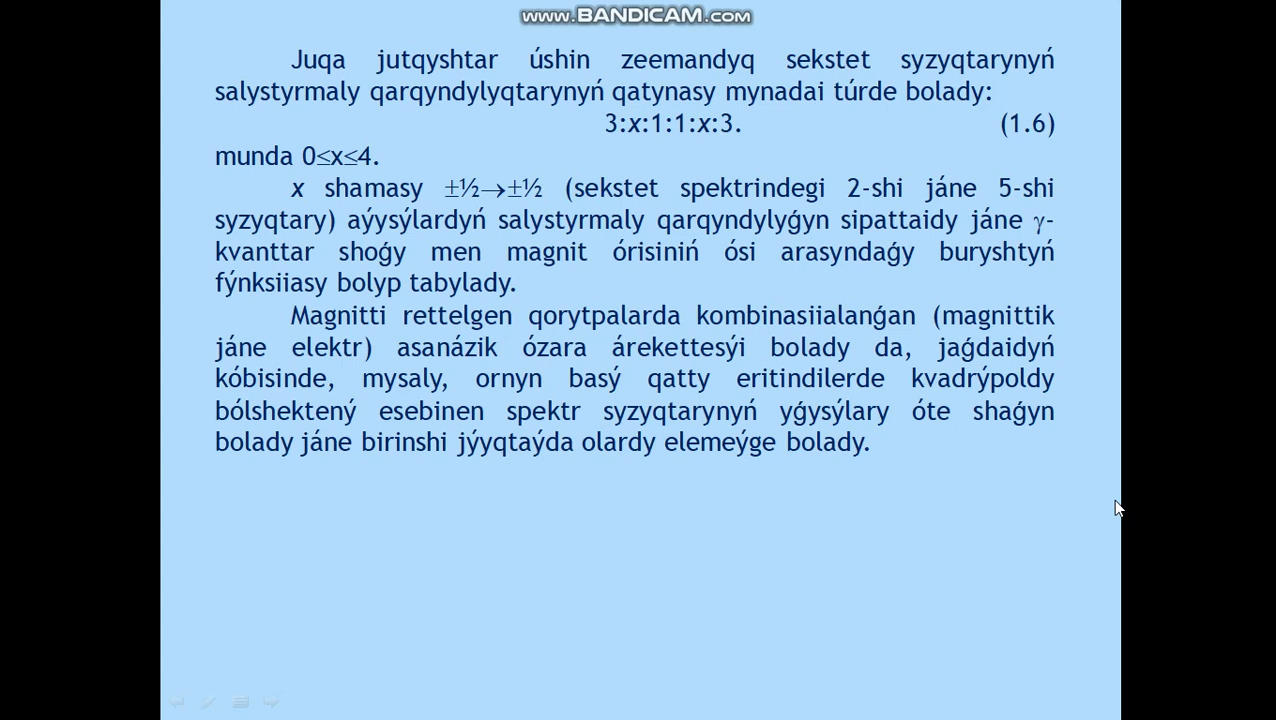 WWW.BANDICAM.COM
Juqa jutqyshtar úshin zeemandyq sekstet syzyqtarynyń
salystyrmaly qarqyndylyqtarynyń qatynasy mynadai túrde bolady:
3:x:1:1:x:3. (1.6)
munda 0≤x≤4.
x shamasy ±½→±½ (sekstet spektrindegi 2-shi jáne 5-shi
syzyqtary) aýysýlardyń salystyrmaly qarqyndylyǵyn sipattaidy jáne γ-
kvanttar shoǵy men magnit órisiniń ósi arasyndaǵy buryshtyń
fýnksiiasy bolyp tabylady.
Magnitti rettelgen qorytpalarda kombinasiialanǵan (magnittik
jáne elektr) asanázik ózara árekettesýi bolady da, jaǵdaidyń
kóbisinde, mysaly, ornyn basý qatty eritindilerde kvadrýpoldy
bólshektený esebinen spektr syzyqtarynyń yǵysýlary óte shaǵyn
bolady jáne birinshi jýyqtaýda olardy elemeýge bolady.